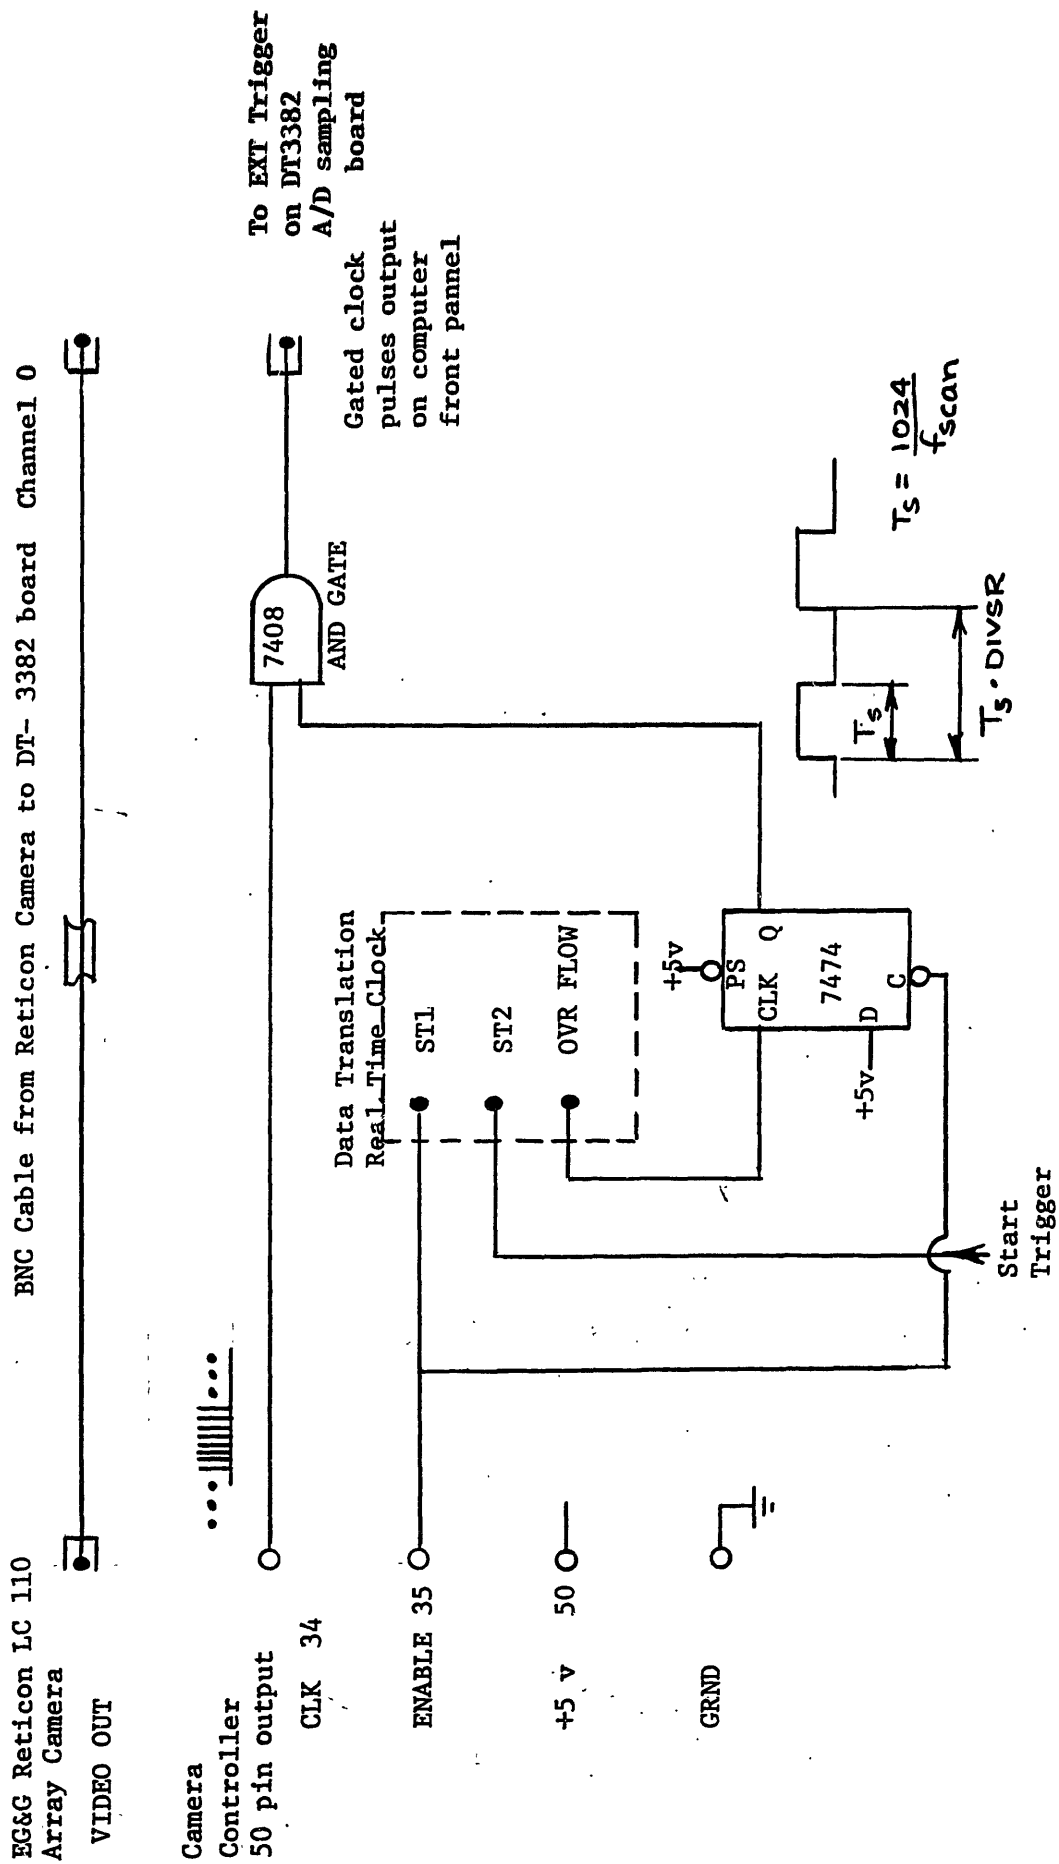 EG&G Reticon LC 110
Array Camera
VIDEO OUT
BNC Cable from Reticon Camera to DT- 3382 board Channel 0
Camera
Controller
50 pin output
CLK 34
ENABLE 35
+5 v 50
GRND
7408
AND GATE
To EXT Trigger
on DT3382
A/D sampling
board
Gated clock
pulses output
on computer
front pannel
Data Translation
Real Time Clock
ST1
ST2
OVR FLOW
+5v
PS
Q
CLK
7474
D
C
+5v
Start
Trigger
Ts
Ts · DIVSR
Ts = 1024
fscan